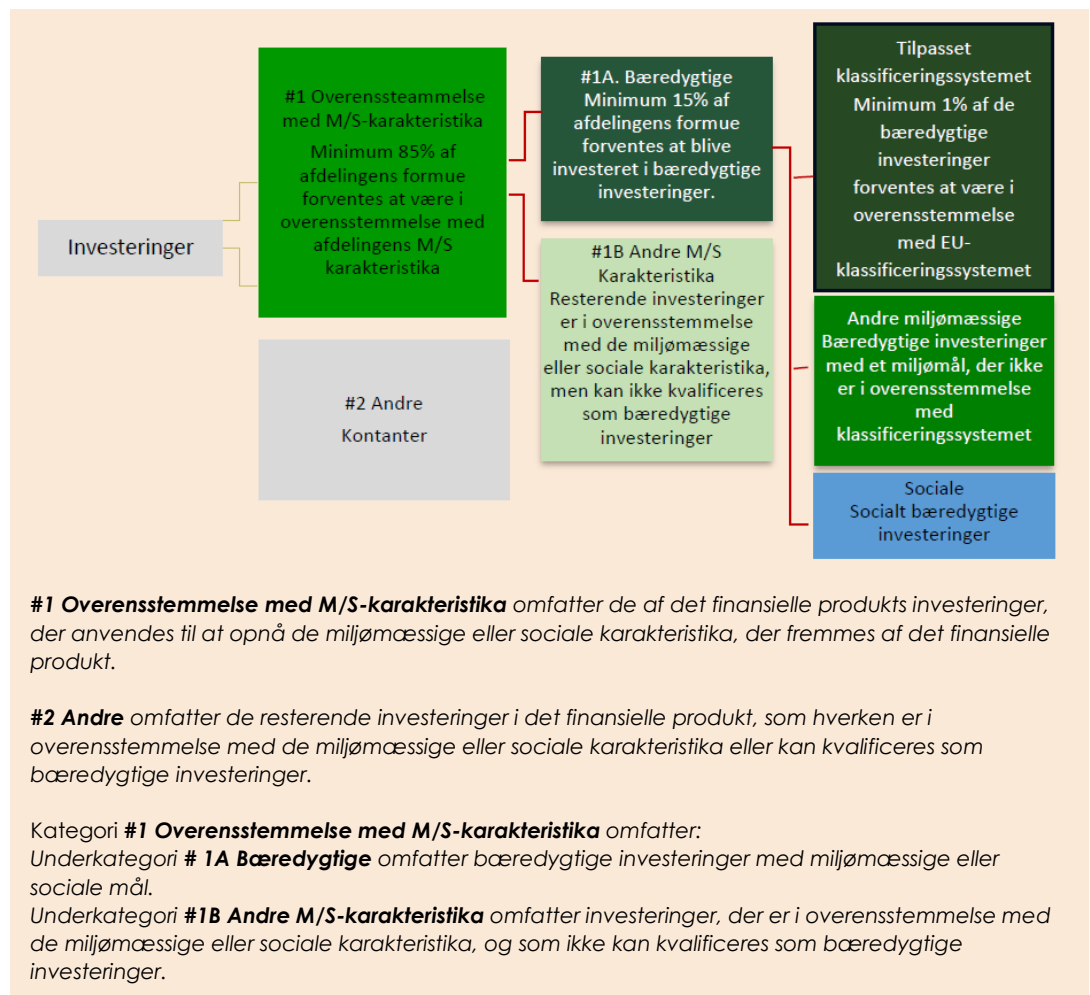 Investeringer
#1 Overenssteammelse
med M/S-karakteristika
Minimum 85% af
afdelingens formue
forventes at være i
overensstemmelse med
afdelingens M/S
karakteristika
#2 Andre
Kontanter
#1A. Bæredygtige
Minimum 15% af
afdelingens formue
forventes at blive
investeret i bæredygtige
investeringer.
#1B Andre M/S
Karakteristika
Resterende investeringer
er i overensstemmelse
med de miljømæssige
eller sociale karakteristika,
men kan ikke kvalificeres
som bæredygtige
investeringer
Tilpasset
klassificeringssystemet
Minimum 1% af de
bæredygtige
investeringer
forventes at være i
overensstemmelse
med EU-
klassificeringssystemet
Andre miljømæssige
Bæredygtige investeringer
med et miljømål, der ikke
er i overensstemmelse
med
klassificeringssystemet
Sociale
Socialt bæredygtige
investeringer
#1 Overensstemmelse med M/S-karakteristika omfatter de af det finansielle produkts investeringer,
der anvendes til at opnå de miljømæssige eller sociale karakteristika, der fremmes af det finansielle
produkt.
#2 Andre omfatter de resterende investeringer i det finansielle produkt, som hverken er i
overensstemmelse med de miljømæssige eller sociale karakteristika eller kan kvalificeres som
bæredygtige investeringer.
Kategori #1 Overensstemmelse med M/S-karakteristika omfatter:
Underkategori # 1A Bæredygtige omfatter bæredygtige investeringer med miljømæssige eller
sociale mål.
Underkategori #1B Andre M/S-karakteristika omfatter investeringer, der er i overensstemmelse med
de miljømæssige eller sociale karakteristika, og som ikke kan kvalificeres som bæredygtige
investeringer.